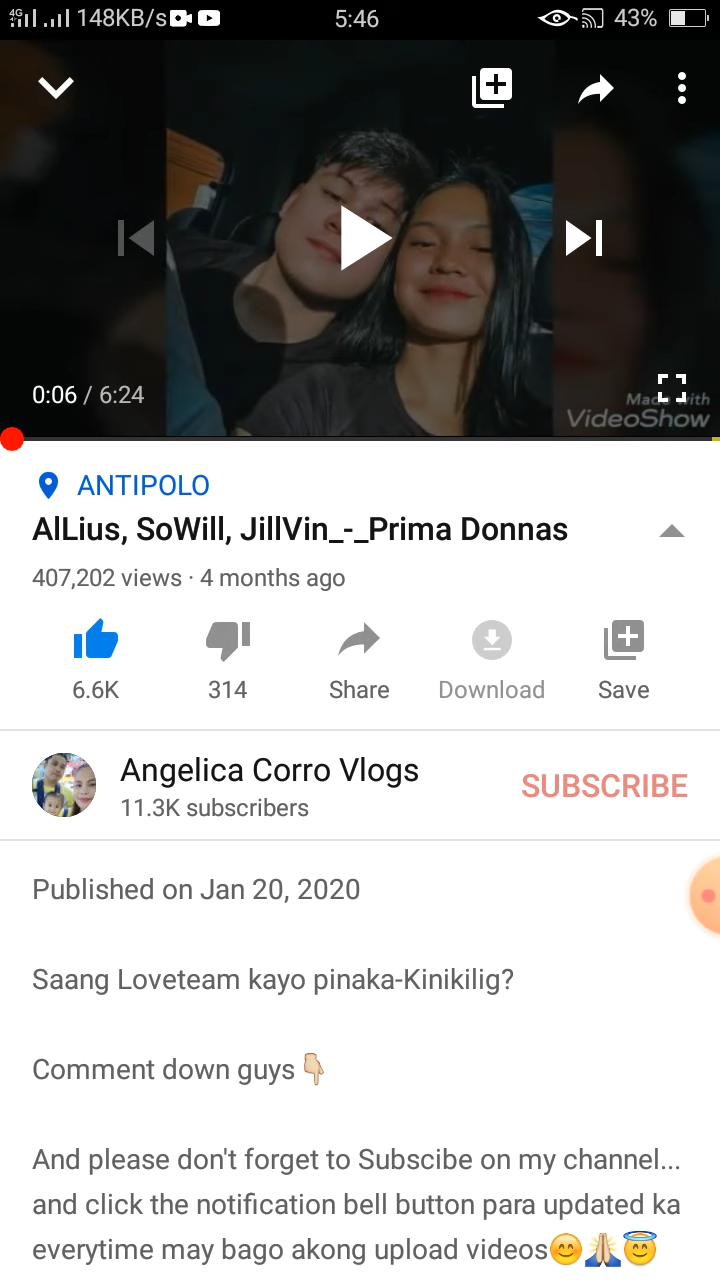 4G 148KB/s 5:46 43%
0:06 / 6:24
Made with
VideoShow
ANTIPOLO
AlLius, SoWill, JillVin_-_Prima Donnas
407,202 views · 4 months ago
6.6K 314 Share Download Save
Angelica Corro Vlogs
11.3K subscribers
SUBSCRIBE
Published on Jan 20, 2020
Saang Loveteam kayo pinaka-Kinikilig?
Comment down guys👇🏼
And please don't forget to Subscibe on my channel...
and click the notification bell button para updated ka
everytime may bago akong upload videos😊🙏🏼😇